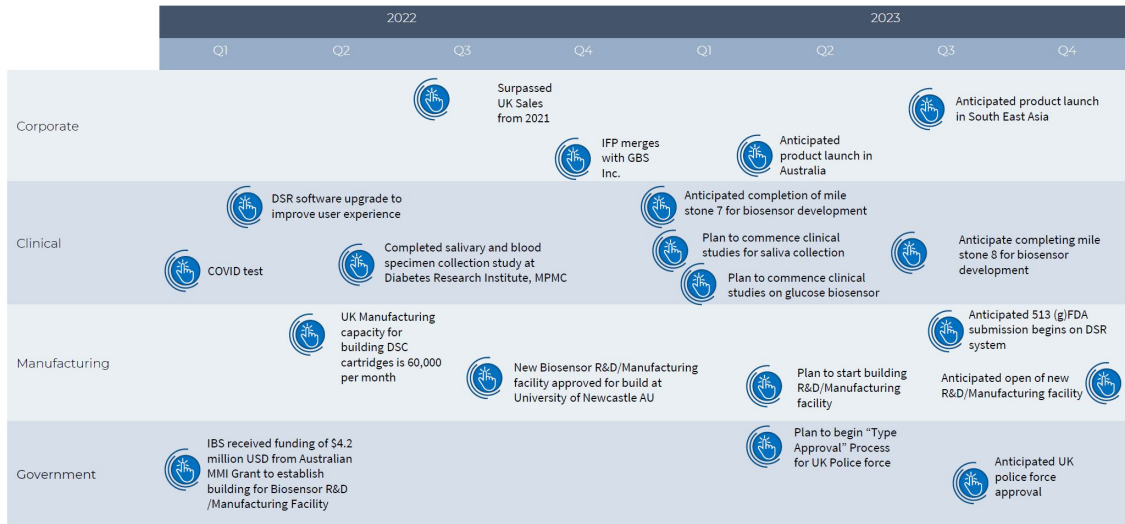 2022
2023
Q1
Q2
Q3
Q4
Q1
Q2
Q3
Q4
Corporate
Surpassed
UK Sales
from 2021
IFP merges
with GBS
Inc.
Anticipated
product launch in
Australia
Anticipated product launch
in South East Asia
Clinical
COVID test
DSR software upgrade to
improve user experience
Completed salivary and blood
specimen collection study at
Diabetes Research Institute, MPMC
Anticipated completion of mile
stone 7 for biosensor development
Plan to commence clinical
studies for saliva collection
Plan to commence clinical
studies on glucose biosensor
Anticipate completing mile
stone 8 for biosensor
development
Manufacturing
UK Manufacturing
capacity for
building DSC
cartridges is 60,000
per month
New Biosensor R&D/Manufacturing
facility approved for build at
University of Newcastle AU
Plan to start building
R&D/Manufacturing
facility
Anticipated 513 (g)FDA
submission begins on DSR
system
Anticipated open of new
R&D/Manufacturing facility
Government
IBS received funding of $4.2
million USD from Australian
MMI Grant to establish
building for Biosensor R&D
/Manufacturing Facility
Plan to begin “Type
Approval” Process
for UK Police force
Anticipated UK
police force
approval